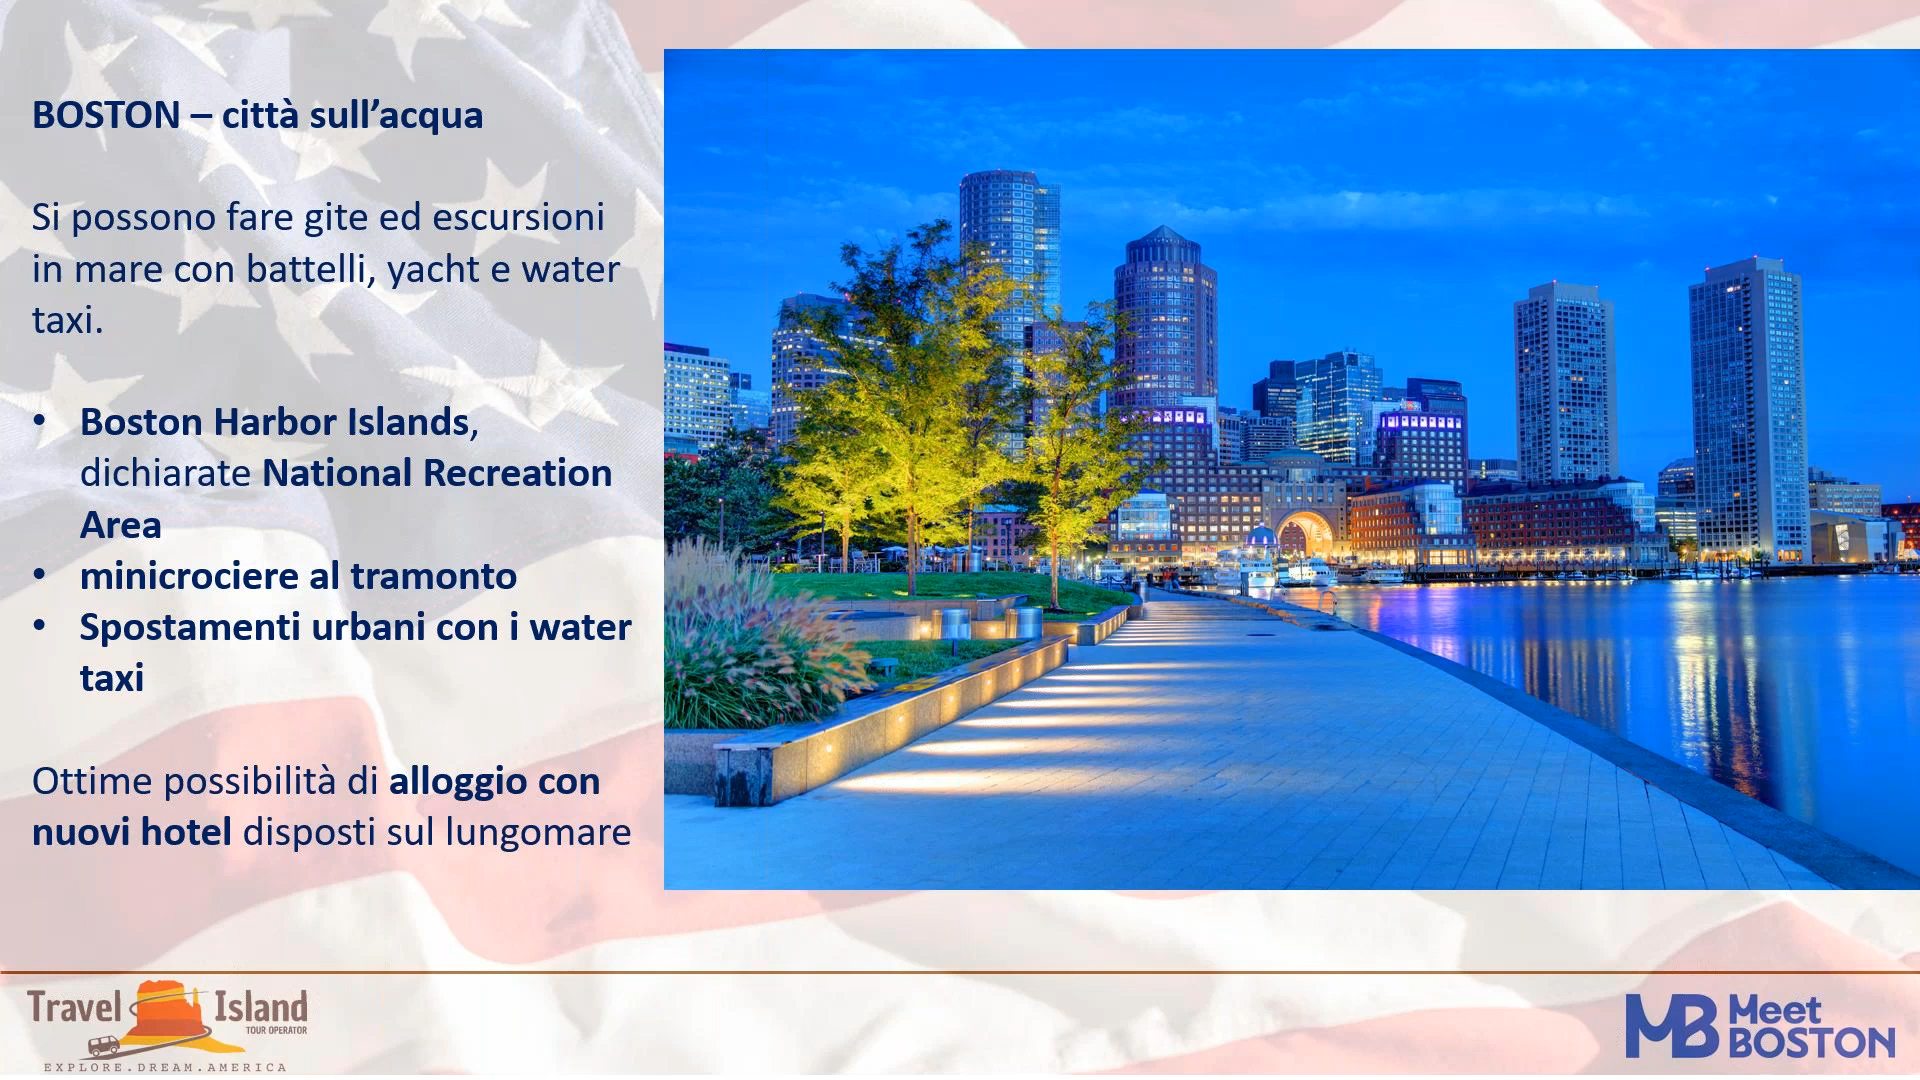 BOSTON – città sull’acqua
Si possono fare gite ed escursioni
in mare con battelli, yacht e water
taxi.
• Boston Harbor Islands,
dichiarate National Recreation
Area
• minicrociere al tramonto
• Spostamenti urbani con i water
taxi
Ottime possibilità di alloggio con
nuovi hotel disposti sul lungomare
Travel Island
TOUR OPERATOR
EXPLORE.DREAM.AMERICA
MB Meet
BOSTON